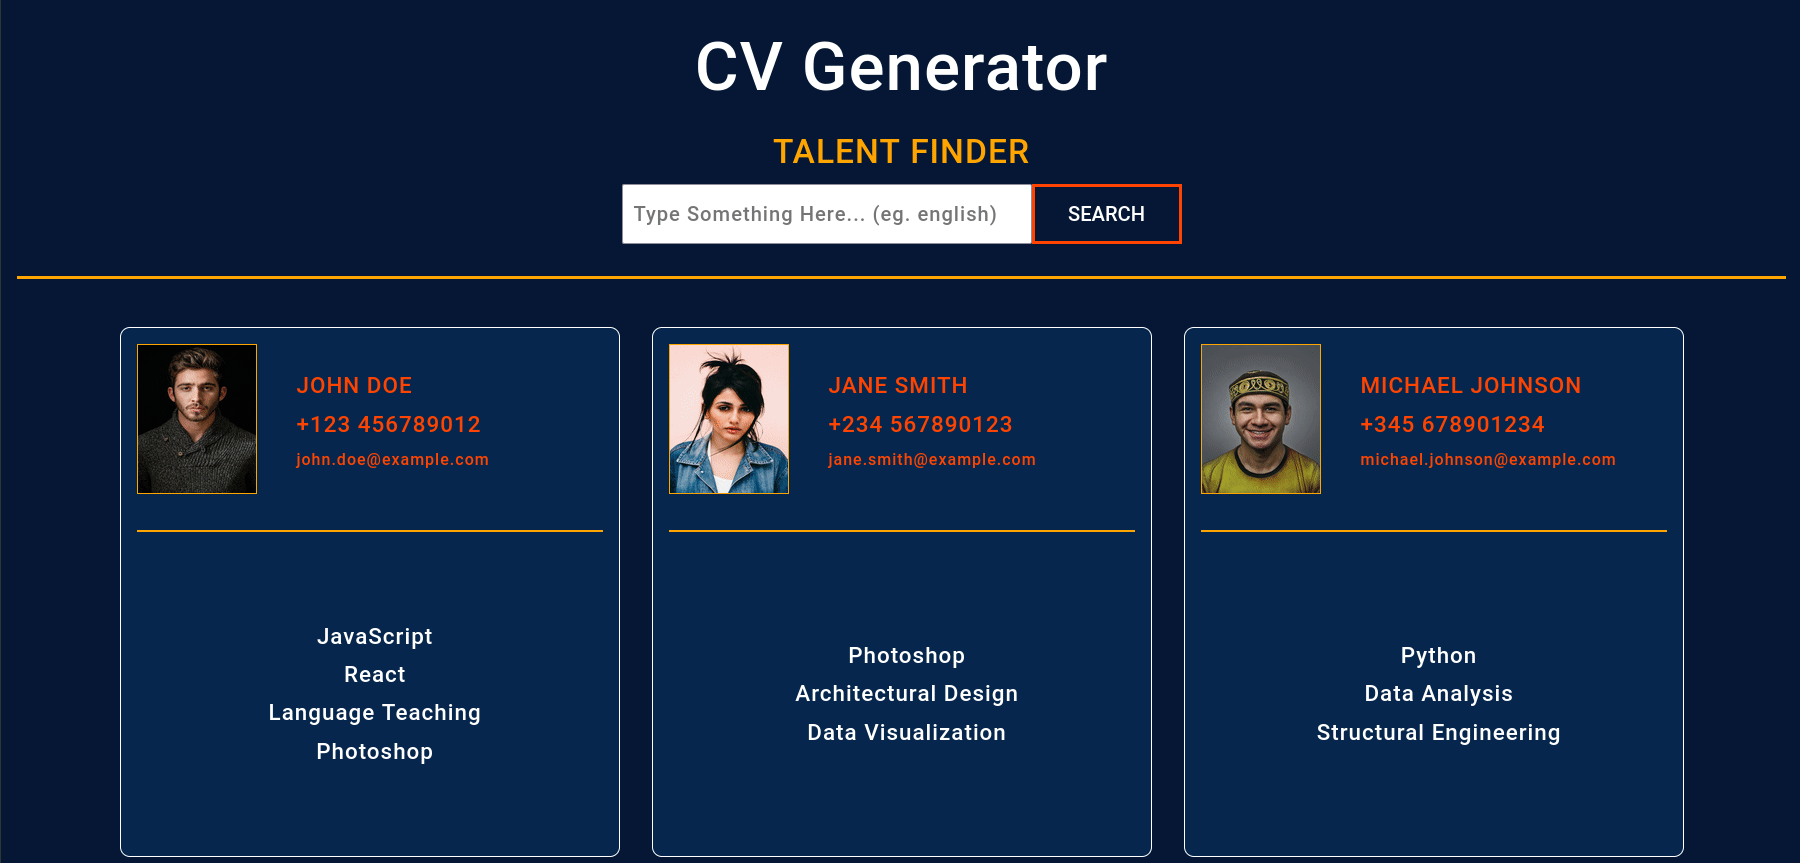 CV Generator
TALENT FINDER
Type Something Here... (eg. english)
SEARCH
JOHN DOE
+123 456789012
john.doe@example.com
JavaScript
React
Language Teaching
Photoshop
JANE SMITH
+234 567890123
jane.smith@example.com
Photoshop
Architectural Design
Data Visualization
MICHAEL JOHNSON
+345 678901234
michael.johnson@example.com
Python
Data Analysis
Structural Engineering